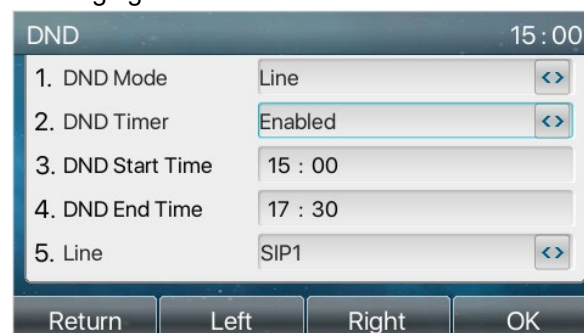 DND 15:00
1. DND Mode Line
2. DND Timer Enabled
3. DND Start Time 15 : 00
4. DND End Time 17 : 30
5. Line SIP1
Return Left Right OK